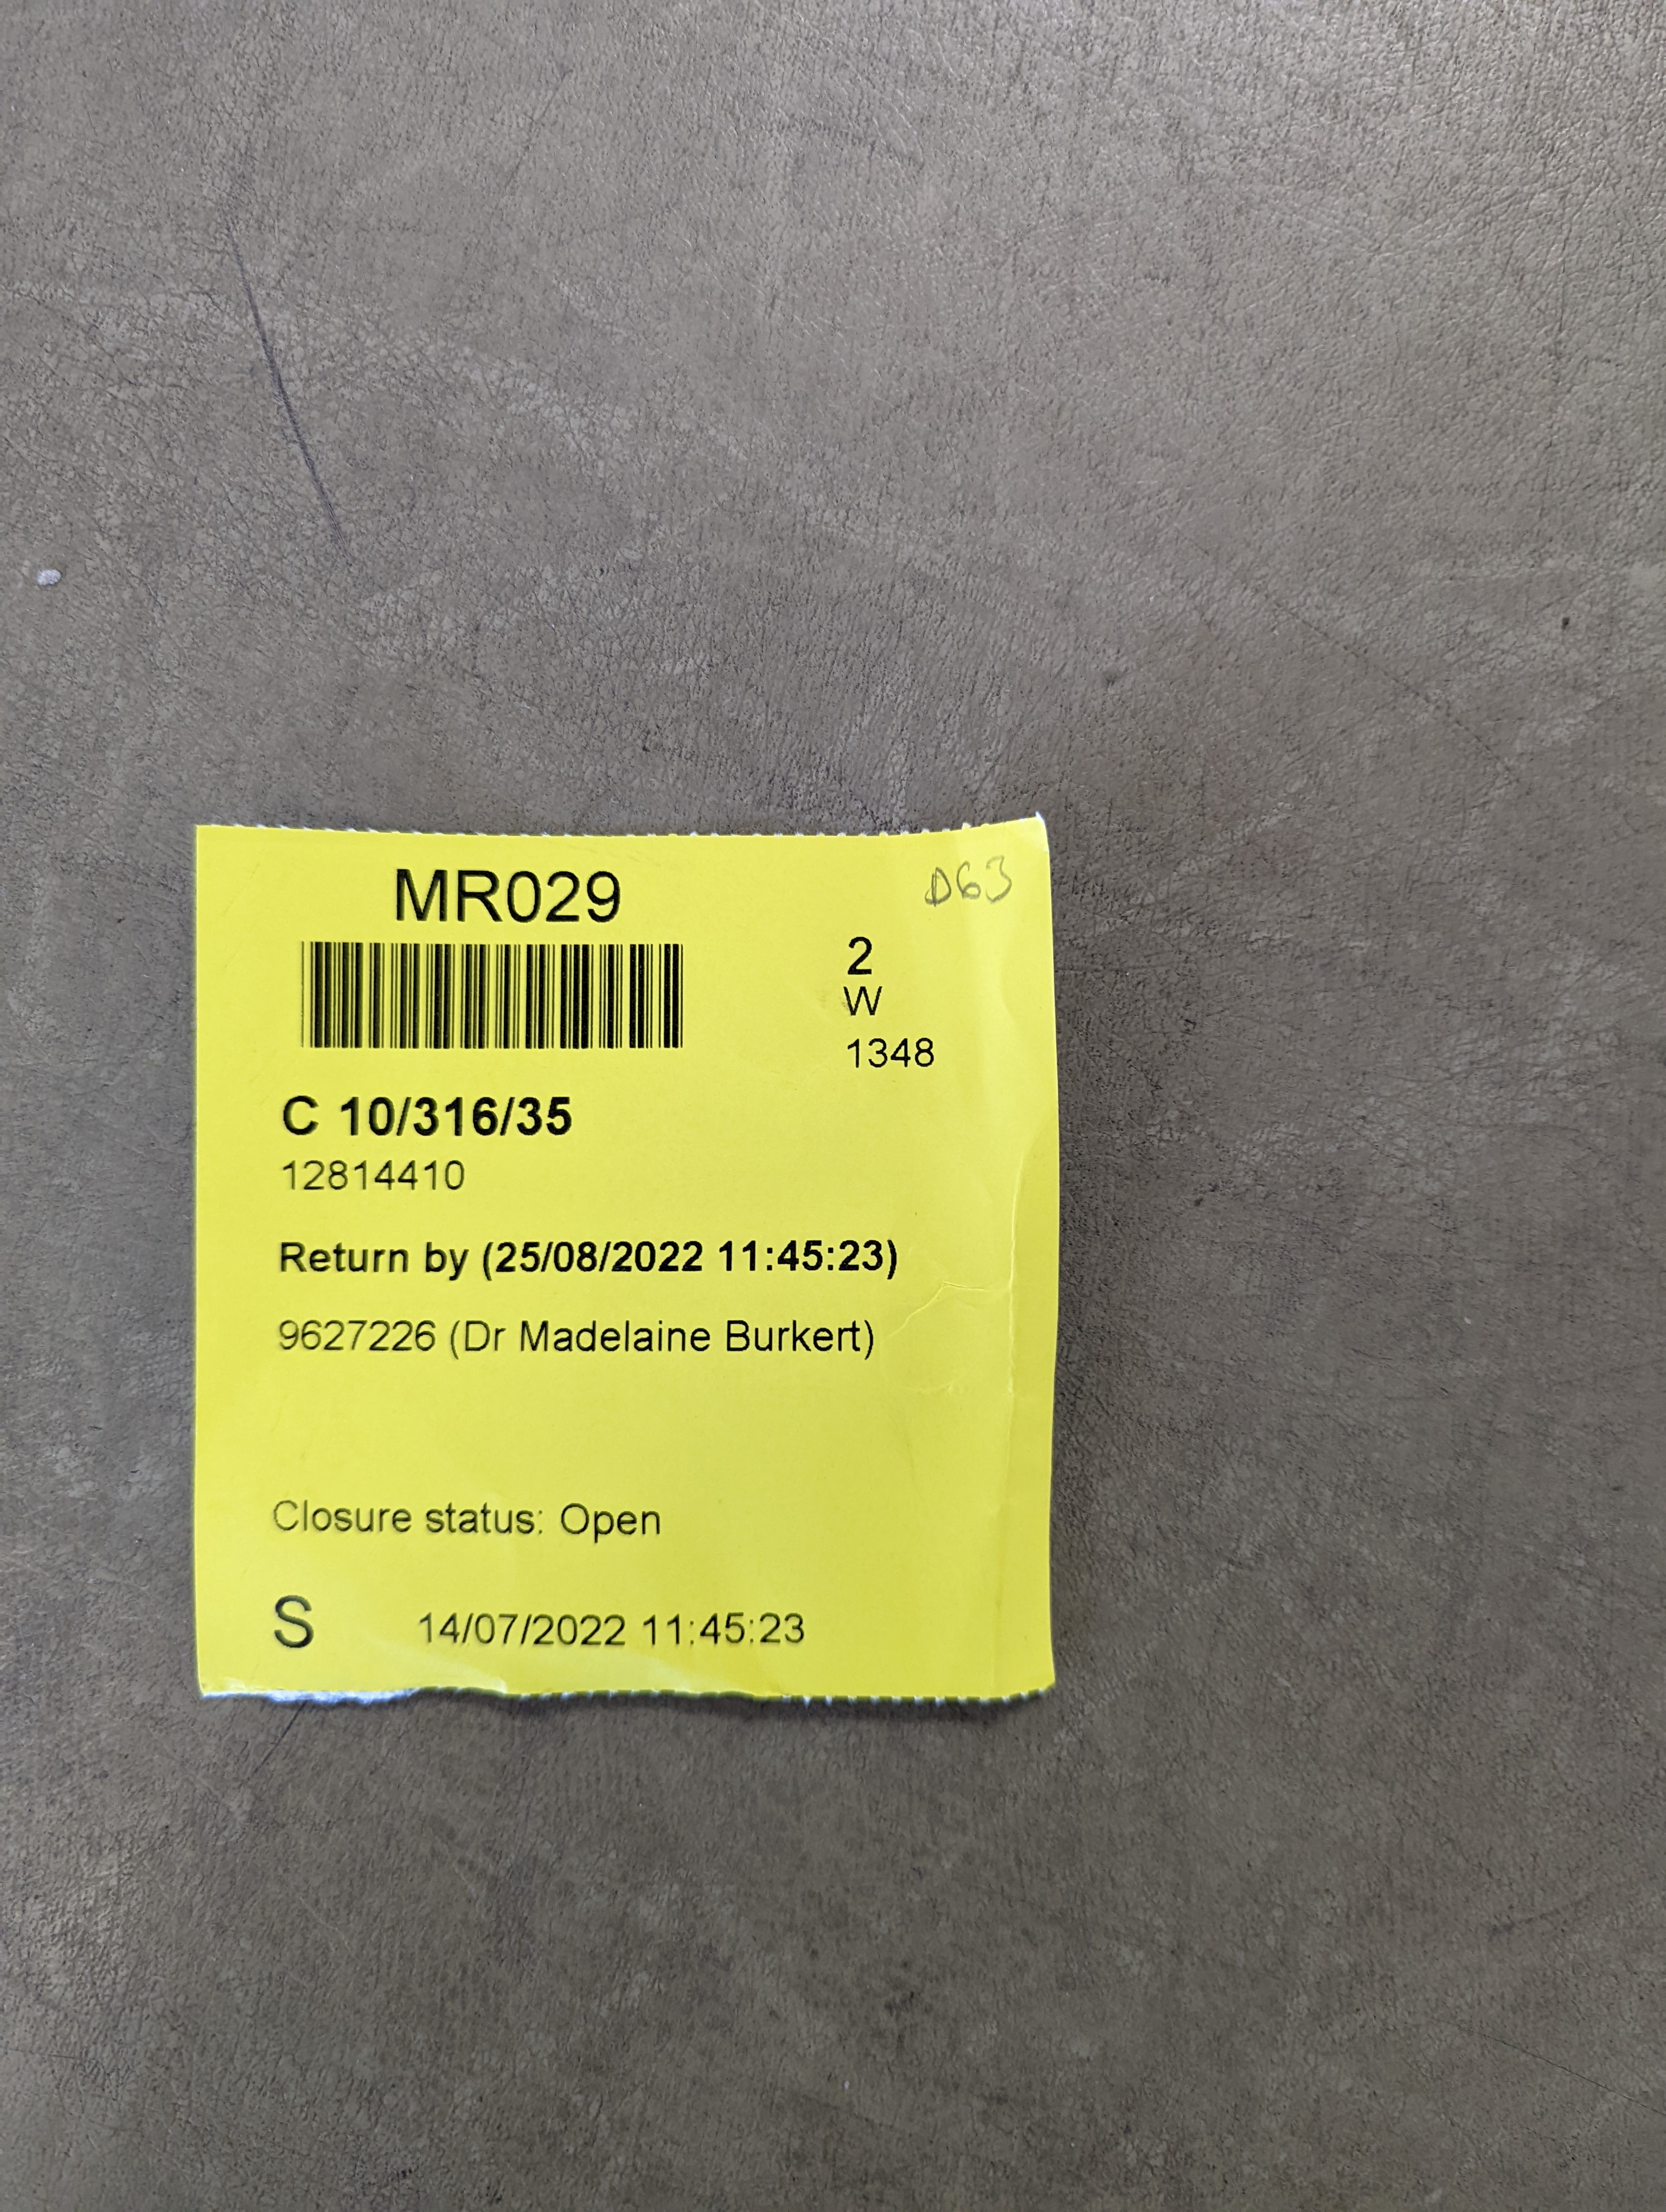 MR029
D63
2
W
1348
C 10/316/35
12814410
Return by (25/08/2022 11:45:23)
9627226 (Dr Madelaine Burkert)
Closure status: Open
S 14/07/2022 11:45:23